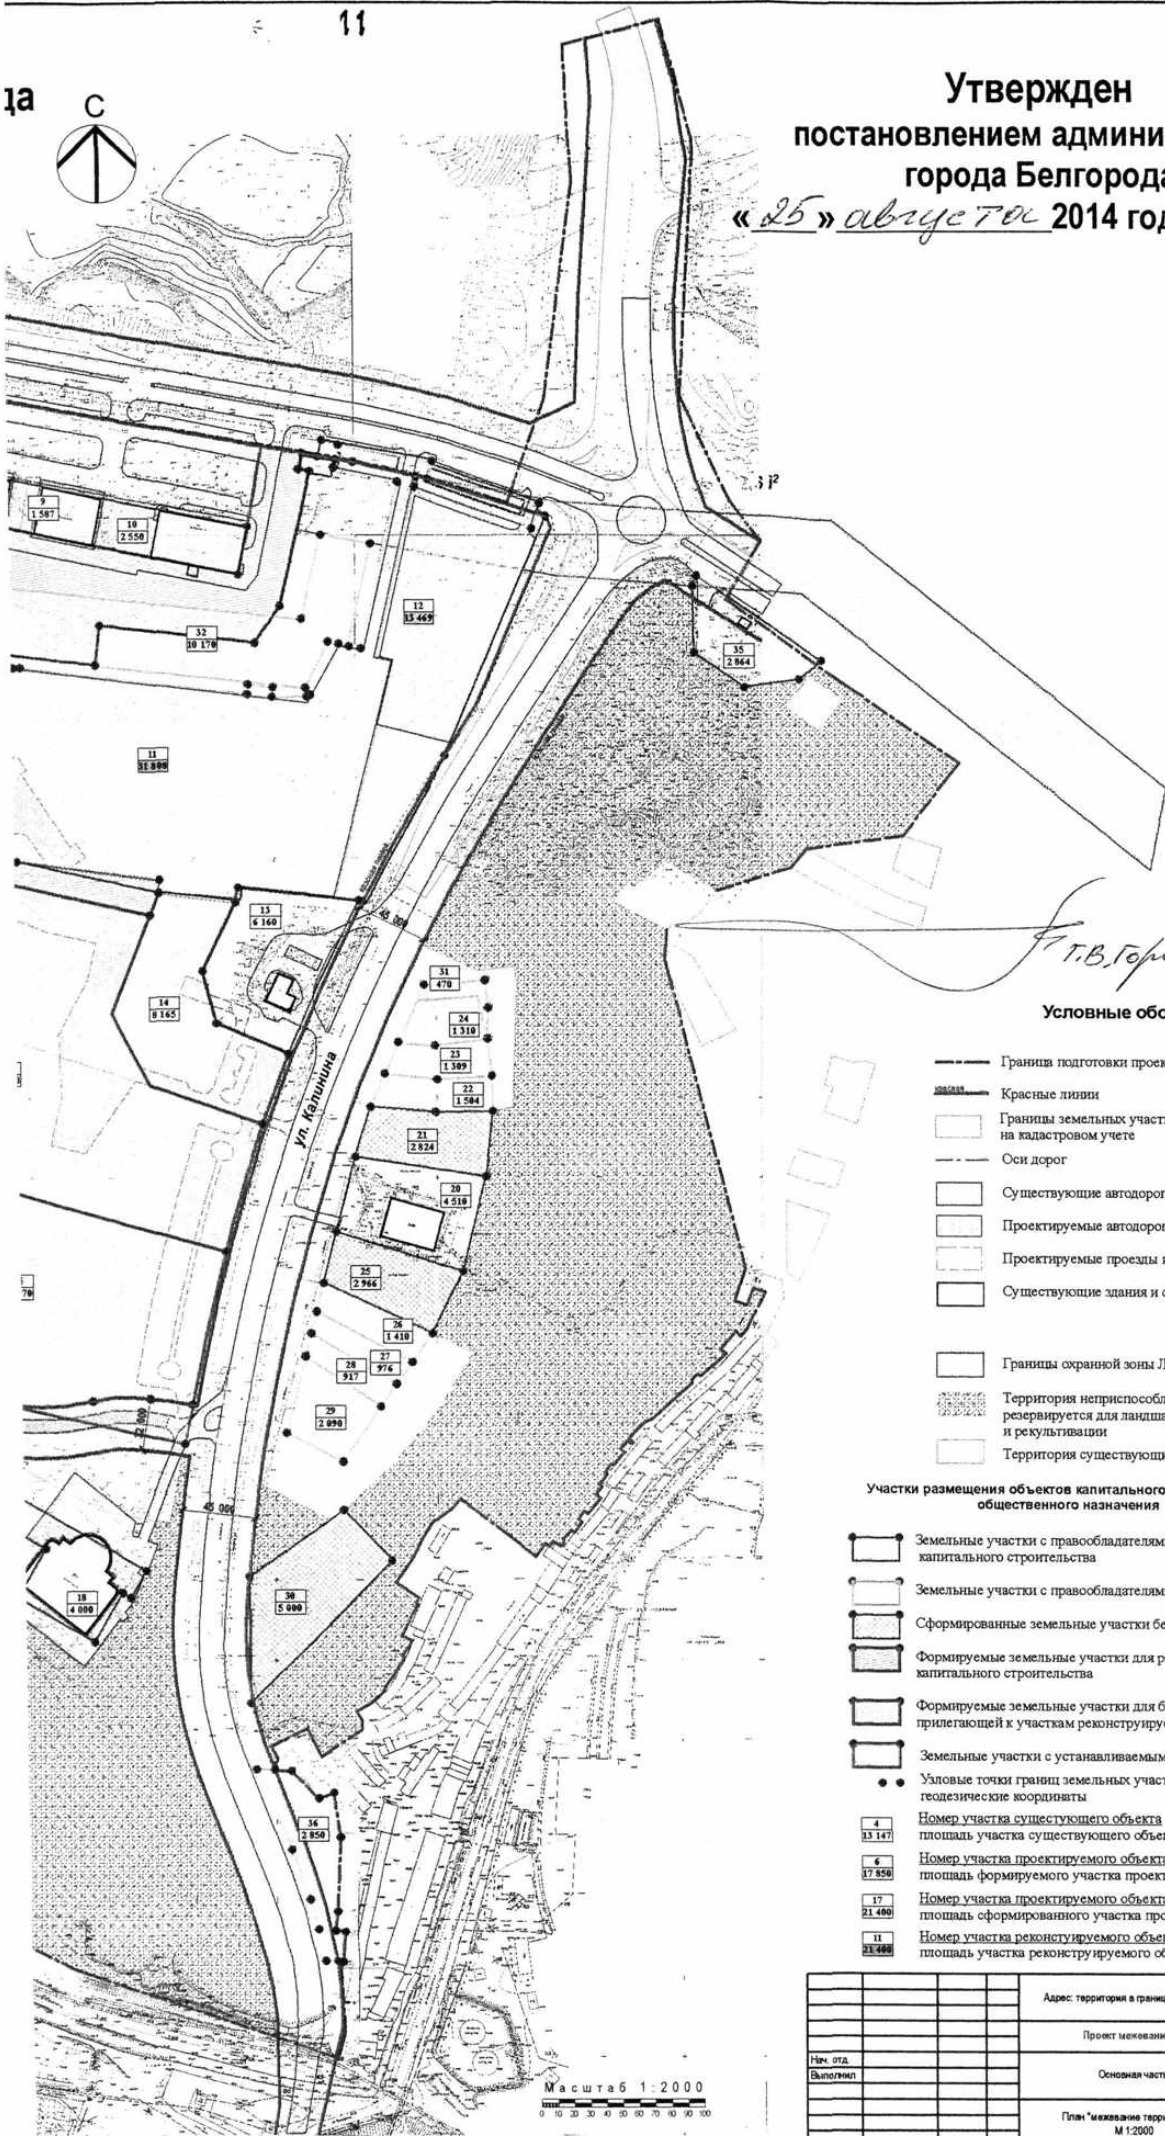 11
С
Утвержден
постановлением админи
города Белгорода
« 25 » августа 2014 год
9
1 587
10
2 550
12
13 469
32
10 170
35
2 864
11
31 808
13
6 160
45 000
14
8 165
31
470
24
1 310
23
1 309
22
1 504
ул. Калинина
21
2 824
20
4 510
25
2 966
26
1 410
27
976
28
917
29
2 090
45 000
18
4 000
30
5 000
36
2 850
Т.В.
Условные обо
Граница подготовки проек
Красные линии
Границы земельных участ
на кадастровом учете
Оси дорог
Существующие автодорог
Проектируемые автодорог
Проектируемые проезды и
Существующие здания и с
Границы охранной зоны Л
Территория неприспособл
резервируется для ландша
и рекультивации
Территория существующи
Участки размещения объектов капитального
общественного назначения
Земельные участки с правообладателям
капитального строительства
Земельные участки с правообладателям
Сформированные земельные участки бе
Формируемые земельные участки для р
капитального строительства
Формируемые земельные участки для б
прилегающей к участкам реконструиру
Земельные участки с устанавливаемым
Узловые точки границ земельных участ
геодезические координаты
4
13 147
Номер участка сущестующего объекта
площадь участка существующего объе
6
17 850
Номер участка проектируемого объекта
площадь формируемого участка проект
17
21 400
Номер участка проектируемого объект
площадь сформированного участка про
11
21 400
Номер участка реконстуируемого объе
площадь участка реконструируемого об
Адрес: территория в границ
Проект межевани
Нач. отд.
Выполнил
Основная част
План "межевание терри
М 1:2000
Масштаб 1:2000
0 10 20 30 40 50 60 70 80 90 100